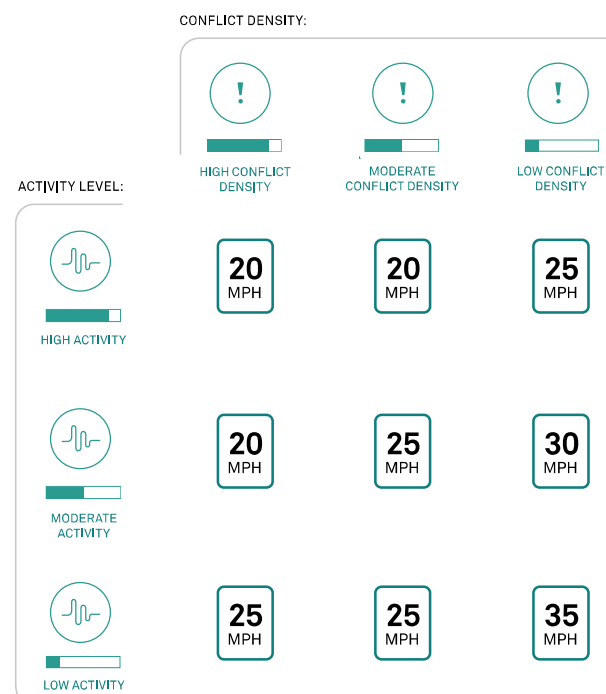 CONFLICT DENSITY:
!
!
!
HIGH CONFLICT
DENSITY
MODERATE
CONFLICT DENSITY
LOW CONFLICT
DENSITY
ACTIVITY LEVEL:
HIGH ACTIVITY
20
MPH
20
MPH
25
MPH
MODERATE
ACTIVITY
20
MPH
25
MPH
30
MPH
LOW ACTIVITY
25
MPH
25
MPH
35
MPH